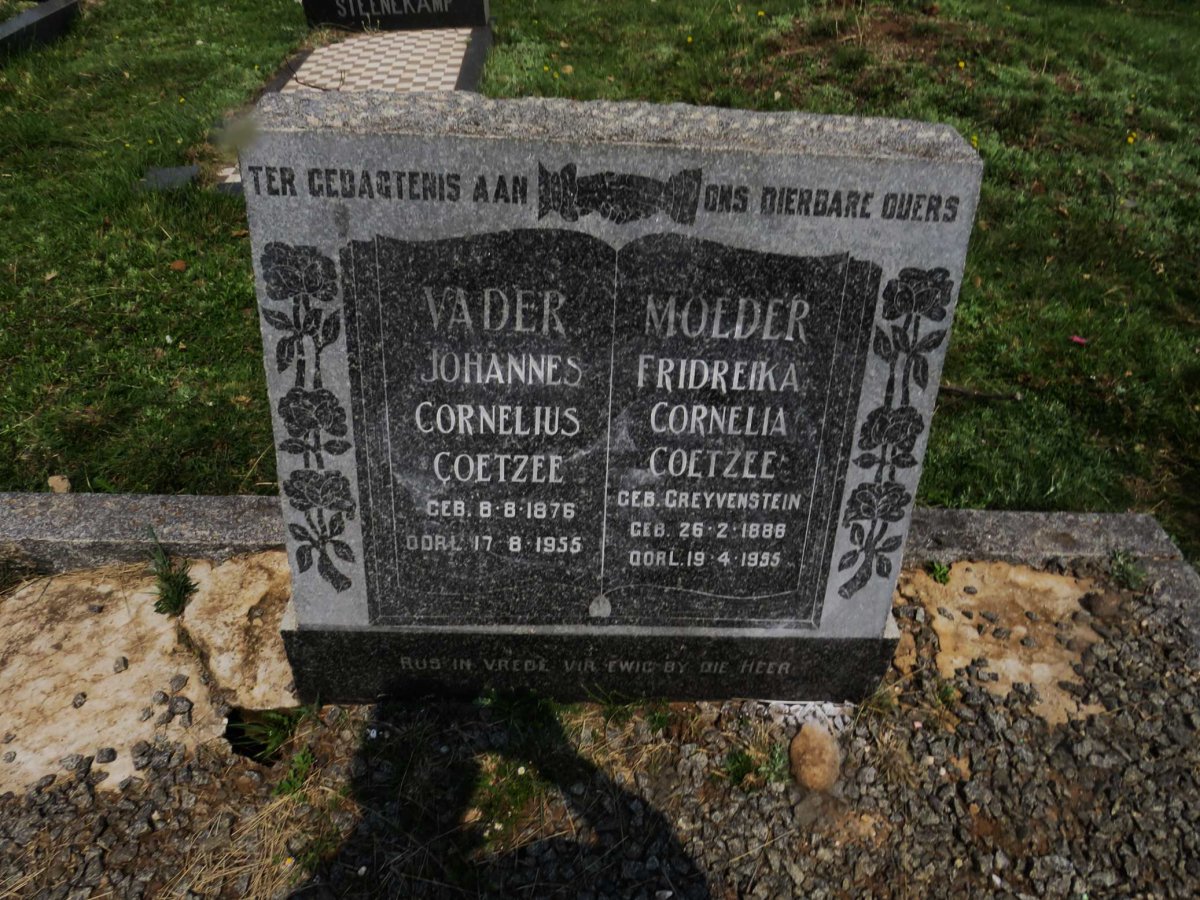 STEENEKAMP
TER GEDAGTENIS AAN ONS DIERBARE OUERS
VADER
JOHANNES
CORNELIUS
COETZEE
GEB. 8·8·1876
OORL. 17·8·1955
MOEDER
FRIDREIKA
CORNELIA
COETZEE
GEB. GREYVENSTEIN
GEB. 26·2·1886
OORL. 19·4·1955
RUS IN VREDE VIR EWIG BY DIE HEER